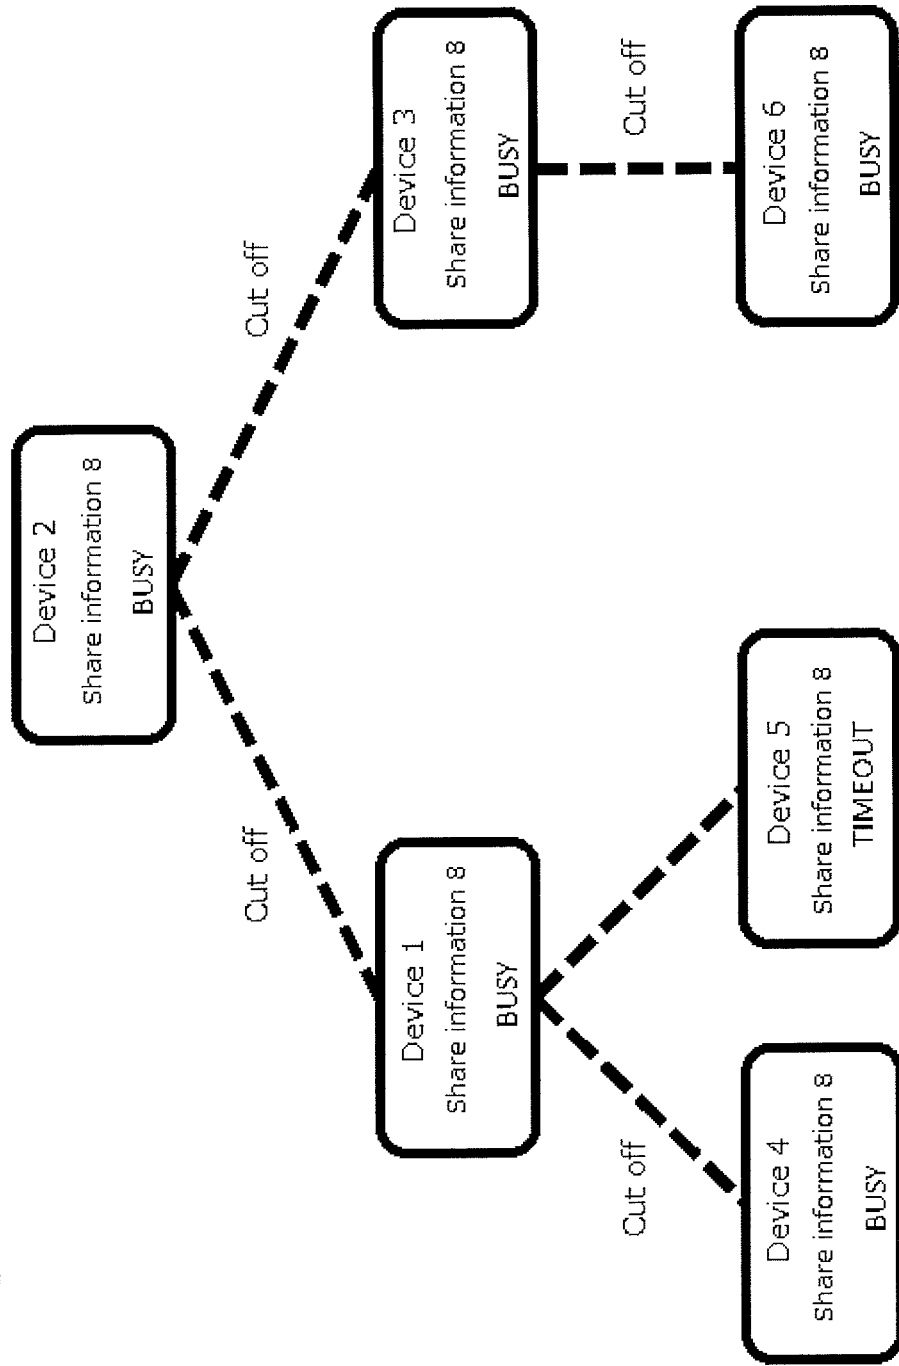 Device 2
Share information 8
BUSY
Cut off
Cut off
Device 1
Share information 8
BUSY
Device 3
Share information 8
BUSY
Cut off
Cut off
Device 4
Share information 8
BUSY
Device 5
Share information 8
TIMEOUT
Device 6
Share information 8
BUSY